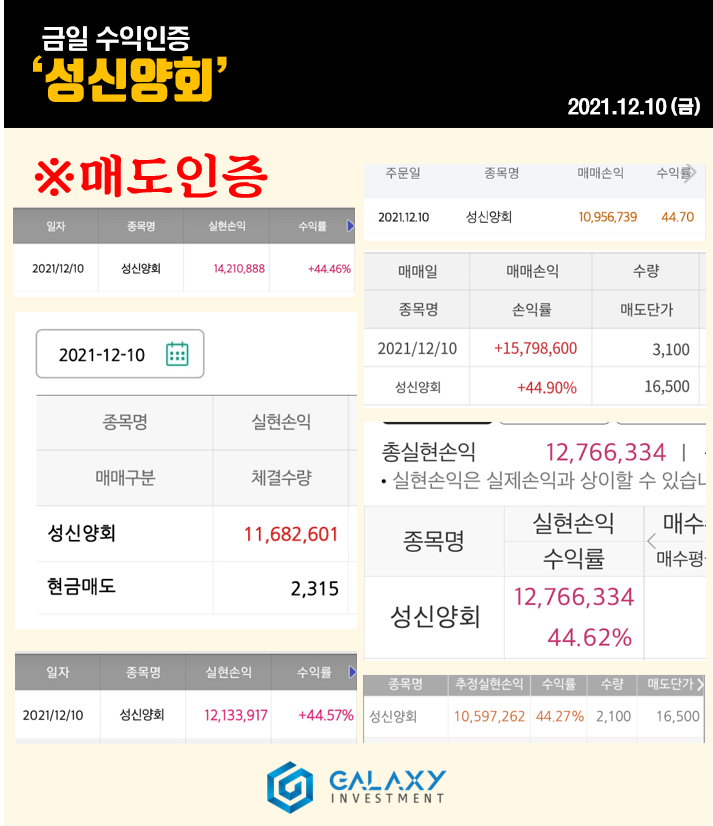 금일 수익인증
‘성신양회’
2021.12.10 (금)
※매도인증
일자 종목명 실현손익 수익률
2021/12/10 성신양회 14,210,888 +44.46%
2021-12-10
종목명 실현손익
매매구분 체결수량
성신양회 11,682,601
현금매도 2,315
일자 종목명 실현손익 수익률
2021/12/10 성신양회 12,133,917 +44.57%
주문일 종목명 매매손익 수익률
2021.12.10 성신양회 10,956,739 44.70
매매일 매매손익 수량
종목명 손익률 매도단가
2021/12/10 +15,798,600 3,100
성신양회 +44.90% 16,500
총실현손익 12,766,334 |
• 실현손익은 실제손익과 상이할 수 있습니
종목명 실현손익 매수
수익률 매수평
성신양회 12,766,334
44.62%
종목명 추정실현손익 수익률 수량 매도단가
성신양회 10,597,262 44.27% 2,100 16,500
GALAXY
INVESTMENT